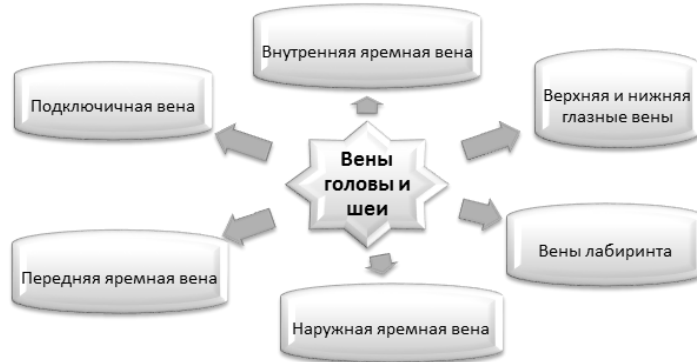 Внутренняя яремная вена
Подключичная вена
Верхняя и нижняя
глазные вены
Вены
головы и
шеи
Передняя яремная вена
Вены лабиринта
Наружная яремная вена